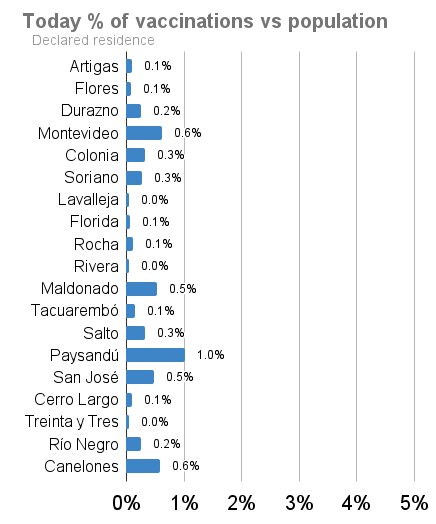 Today % of vaccinations vs population
Declared residence
Artigas 0.1%
Flores 0.1%
Durazno 0.2%
Montevideo 0.6%
Colonia 0.3%
Soriano 0.3%
Lavalleja 0.0%
Florida 0.1%
Rocha 0.1%
Rivera 0.0%
Maldonado 0.5%
Tacuarembó 0.1%
Salto 0.3%
Paysandú 1.0%
San José 0.5%
Cerro Largo 0.1%
Treinta y Tres 0.0%
Río Negro 0.2%
Canelones 0.6%
0% 1% 2% 3% 4% 5%